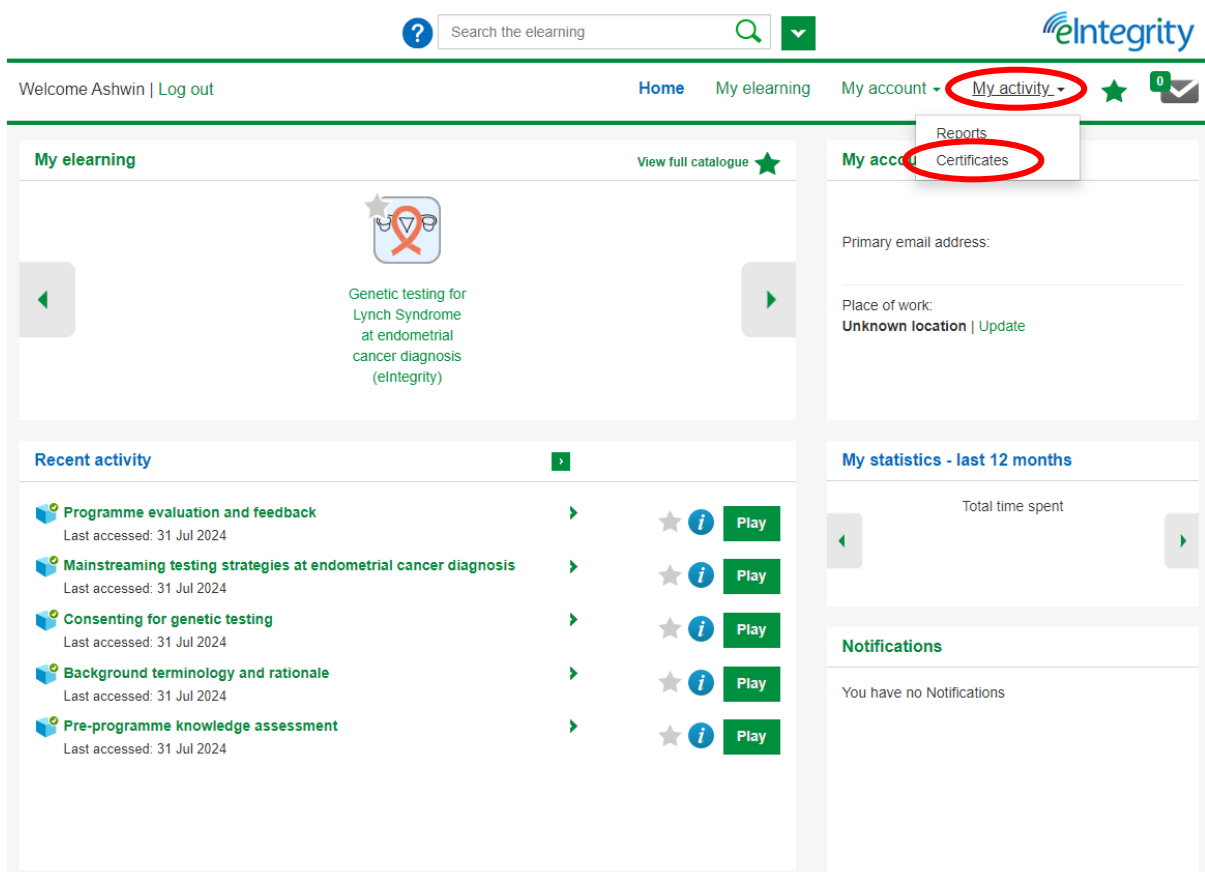 ?
Search the elearning
eIntegrity
Welcome Ashwin | Log out
Home
My elearning
My account
My activity
0
Reports
Certificates
My elearning
View full catalogue
Genetic testing for
Lynch Syndrome
at endometrial
cancer diagnosis
(eIntegrity)
My accou
Primary email address:
Place of work:
Unknown location | Update
Recent activity
Programme evaluation and feedback
Last accessed: 31 Jul 2024
i
Play
Mainstreaming testing strategies at endometrial cancer diagnosis
Last accessed: 31 Jul 2024
i
Play
Consenting for genetic testing
Last accessed: 31 Jul 2024
i
Play
Background terminology and rationale
Last accessed: 31 Jul 2024
i
Play
Pre-programme knowledge assessment
Last accessed: 31 Jul 2024
i
Play
My statistics - last 12 months
Total time spent
Notifications
You have no Notifications